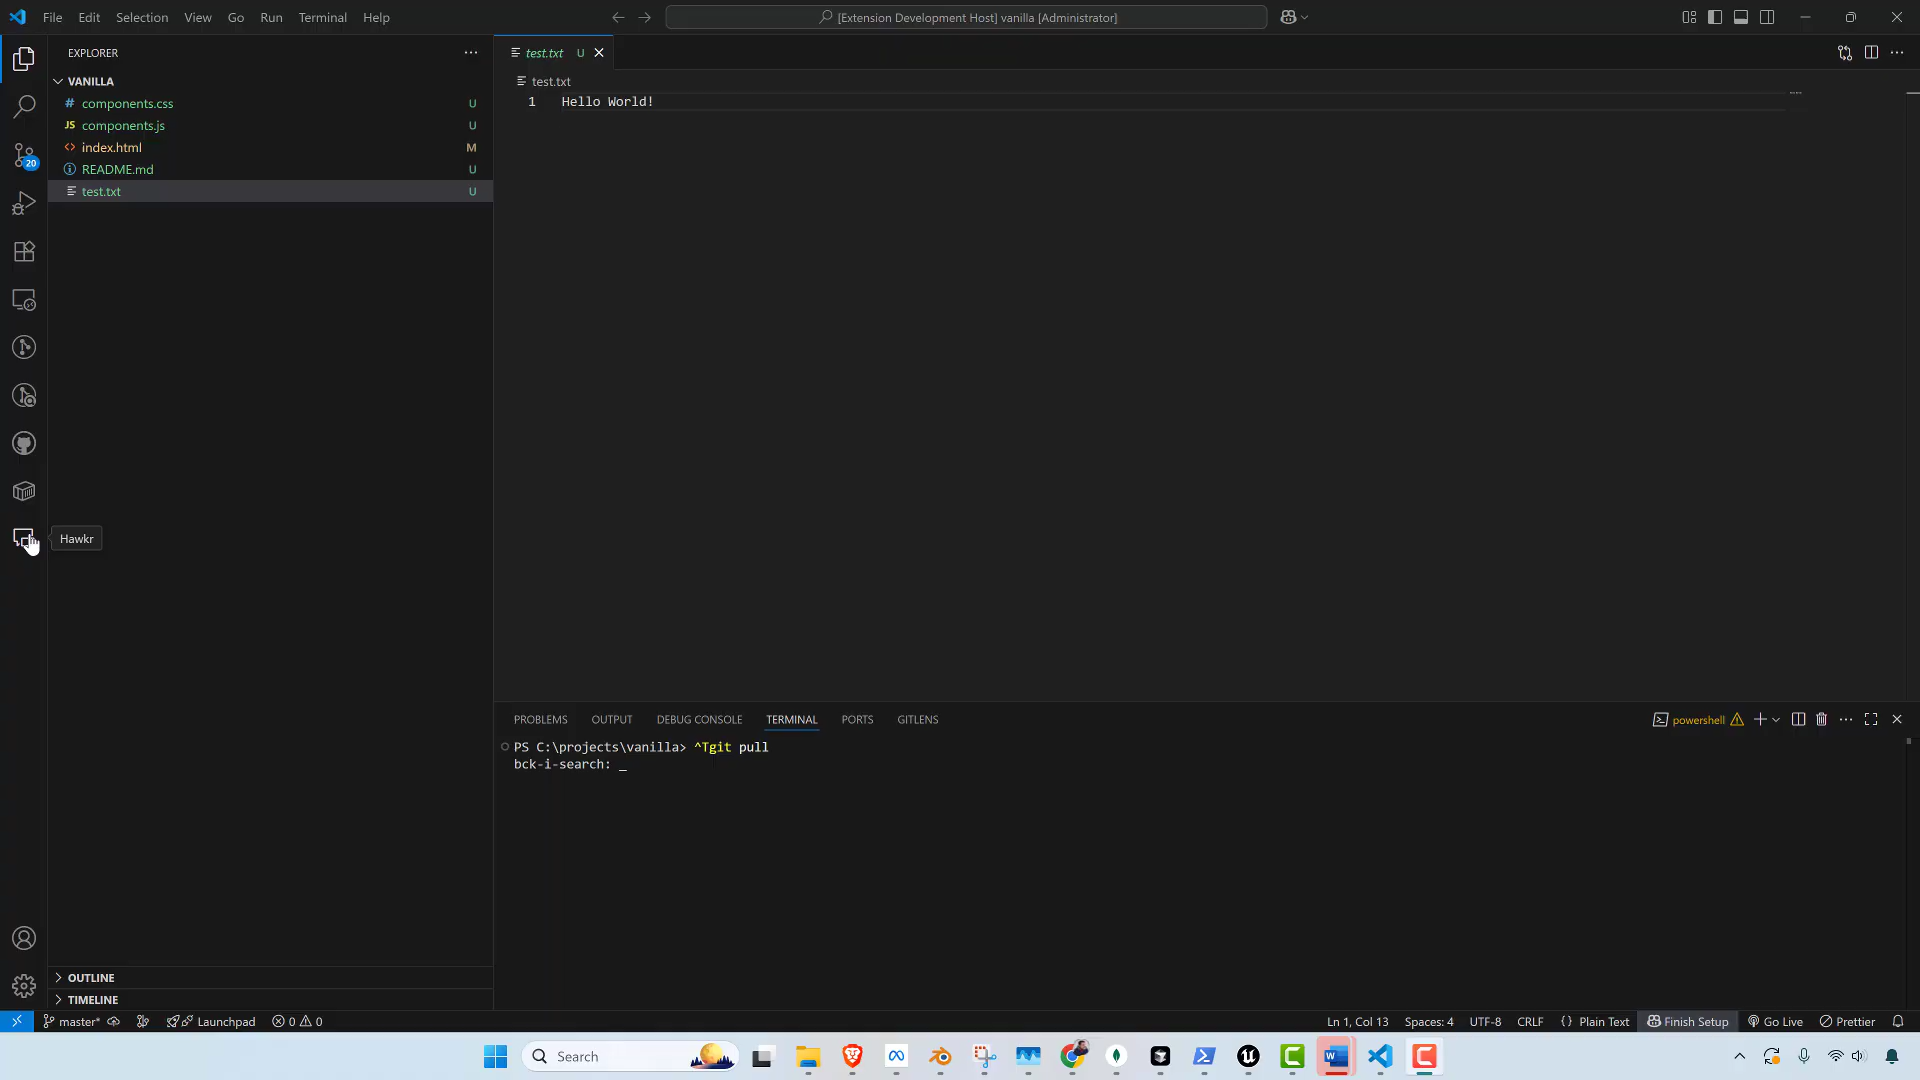 File Edit Selection View Go Run Terminal Help
[Extension Development Host] vanilla [Administrator]
EXPLORER
VANILLA
# components.css U
JS components.js U
<> index.html M
README.md U
test.txt U
20
Hawkr
OUTLINE
TIMELINE
test.txt U
test.txt
1 Hello World!
PROBLEMS OUTPUT DEBUG CONSOLE TERMINAL PORTS GITLENS
powershell
PS C:\projects\vanilla> ^Tgit pull
bck-i-search: _
master* Launchpad 0 0
Ln 1, Col 13 Spaces: 4 UTF-8 CRLF {} Plain Text Finish Setup Go Live Prettier
Search